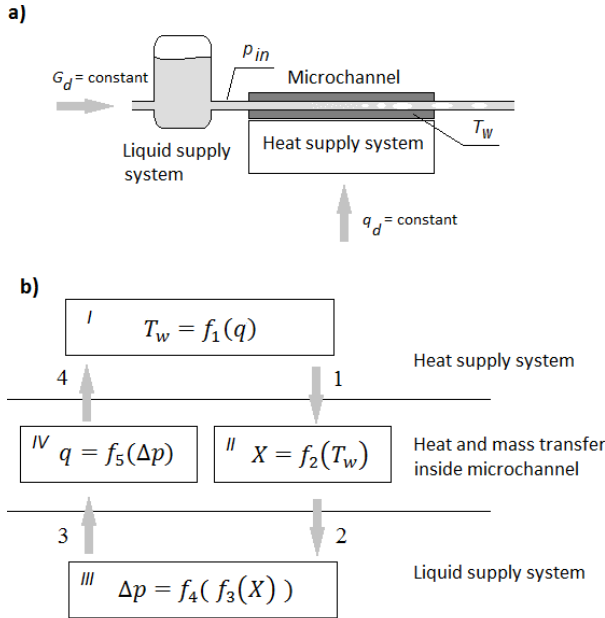 a)
p_in
G_d = constant
Microchannel
Liquid supply
system
Heat supply system
T_w
q_d = constant
b)
I
T_w = f_1(q)
4
1
Heat supply system
IV q = f_5(Δp)
II X = f_2(T_w)
Heat and mass transfer
inside microchannel
3
2
III Δp = f_4( f_3(X) )
Liquid supply system